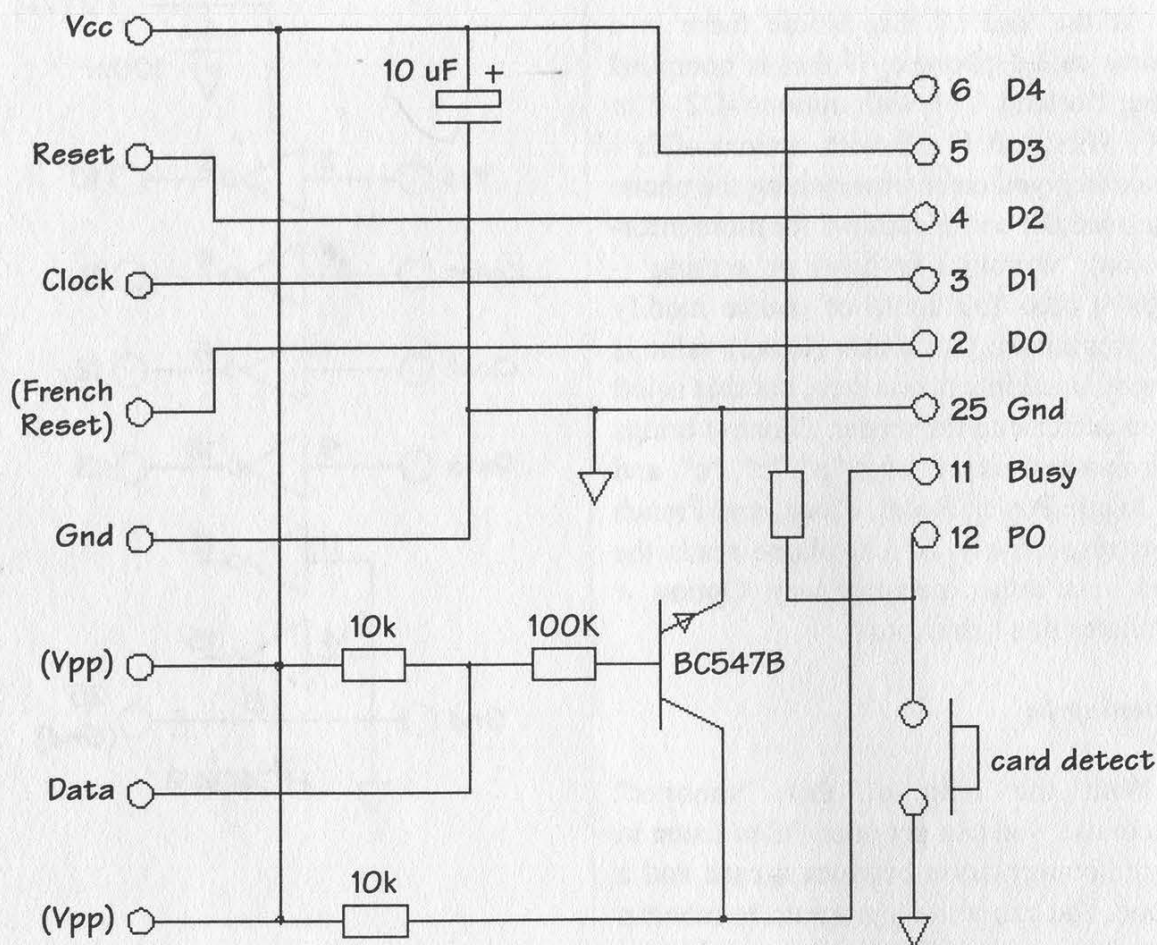 Vcc
10 uF +
6 D4
Reset
5 D3
4 D2
Clock
3 D1
2 D0
(French
Reset)
25 Gnd
11 Busy
Gnd
12 PO
10k
100K
(Vpp)
BC547B
card detect
Data
10k
(Vpp)